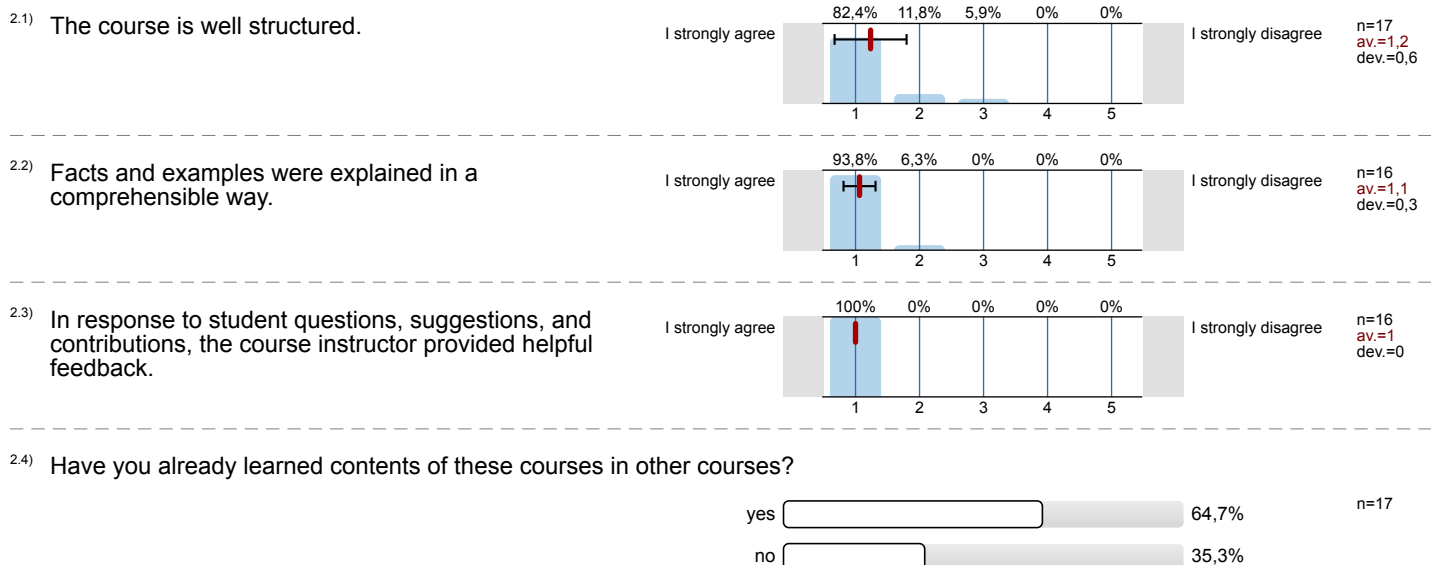 2.1) The course is well structured.
I strongly agree
82,4% 11,8% 5,9% 0% 0%
1 2 3 4 5
I strongly disagree
n=17
av.=1,2
dev.=0,6
2.2) Facts and examples were explained in a
comprehensible way.
I strongly agree
93,8% 6,3% 0% 0% 0%
1 2 3 4 5
I strongly disagree
n=16
av.=1,1
dev.=0,3
2.3) In response to student questions, suggestions, and
contributions, the course instructor provided helpful
feedback.
I strongly agree
100% 0% 0% 0% 0%
1 2 3 4 5
I strongly disagree
n=16
av.=1
dev.=0
2.4) Have you already learned contents of these courses in other courses?
yes 64,7% n=17
no 35,3%